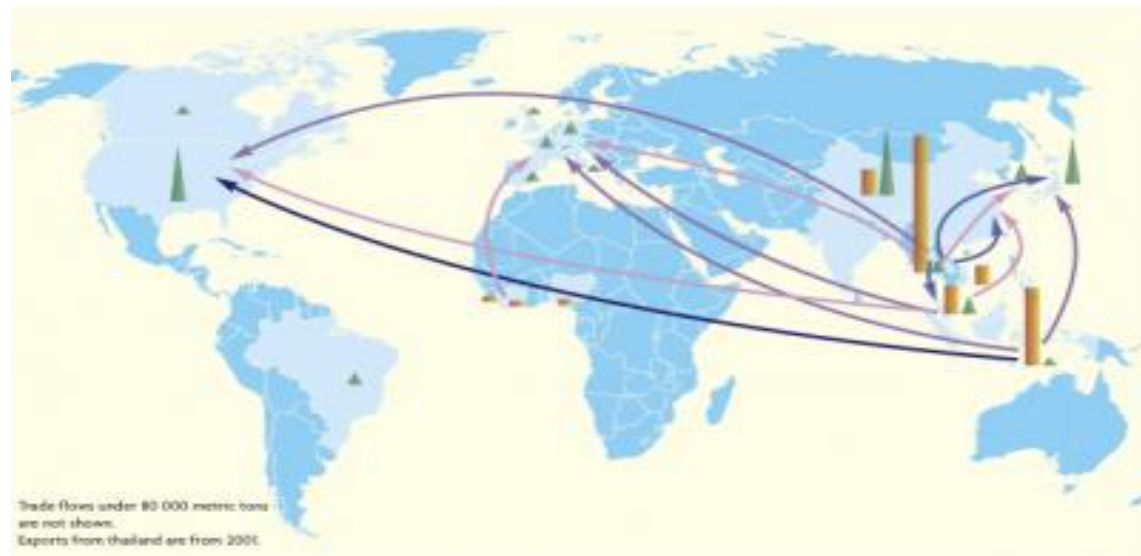 Trade flows under 80 000 metric tons
are not shown.
Exports from thailand are from 2001.